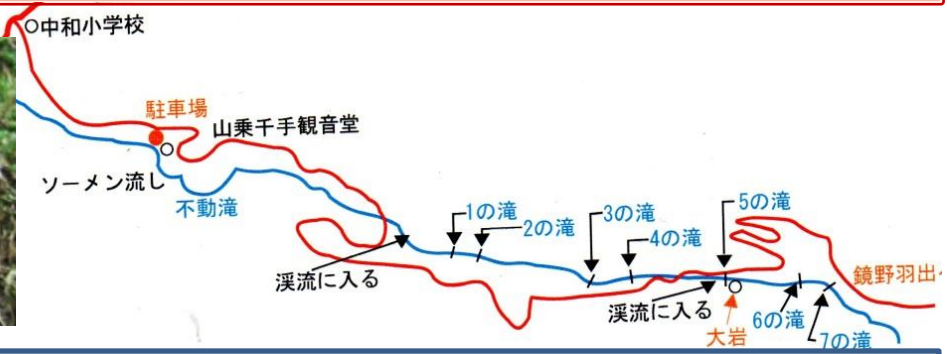 中和小学校
駐車場
山乗千手観音堂
ソーメン流し
不動滝
渓流に入る
1の滝
2の滝
3の滝
4の滝
5の滝
渓流に入る
大岩
6の滝
7の滝
鏡野羽出